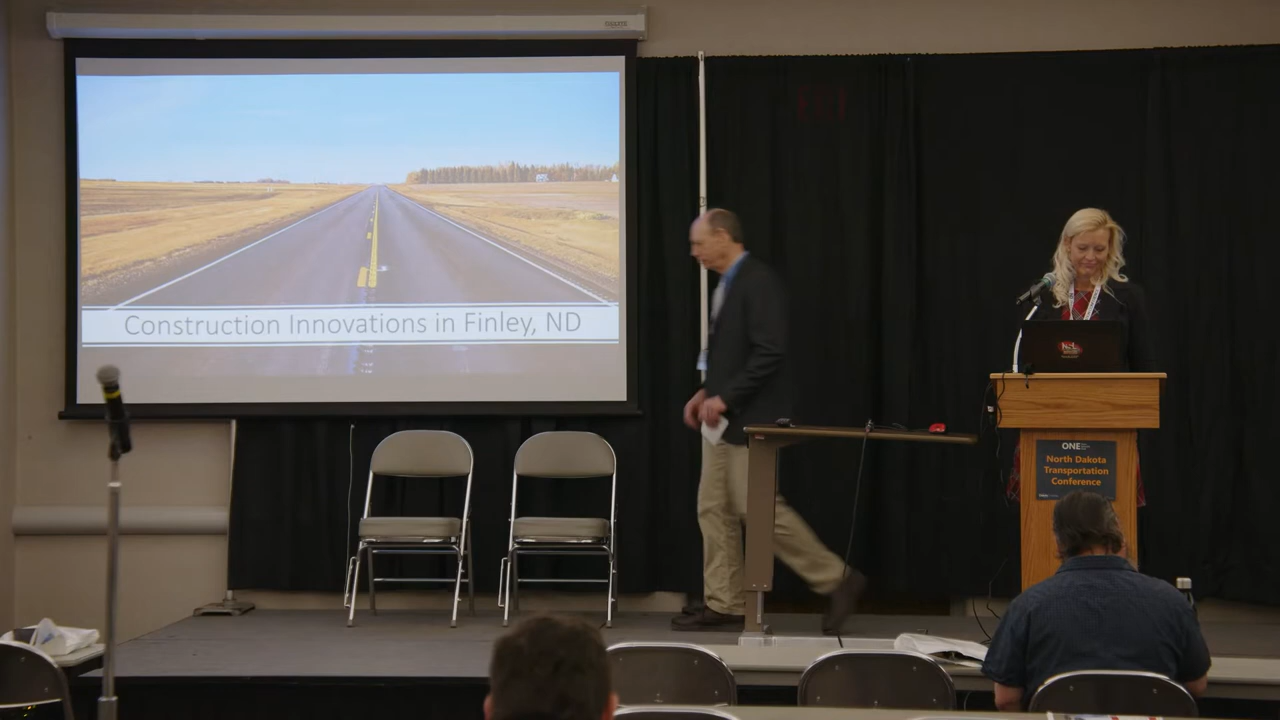 Construction Innovations in Finley, ND
ONE
North Dakota
Transportation
Conference